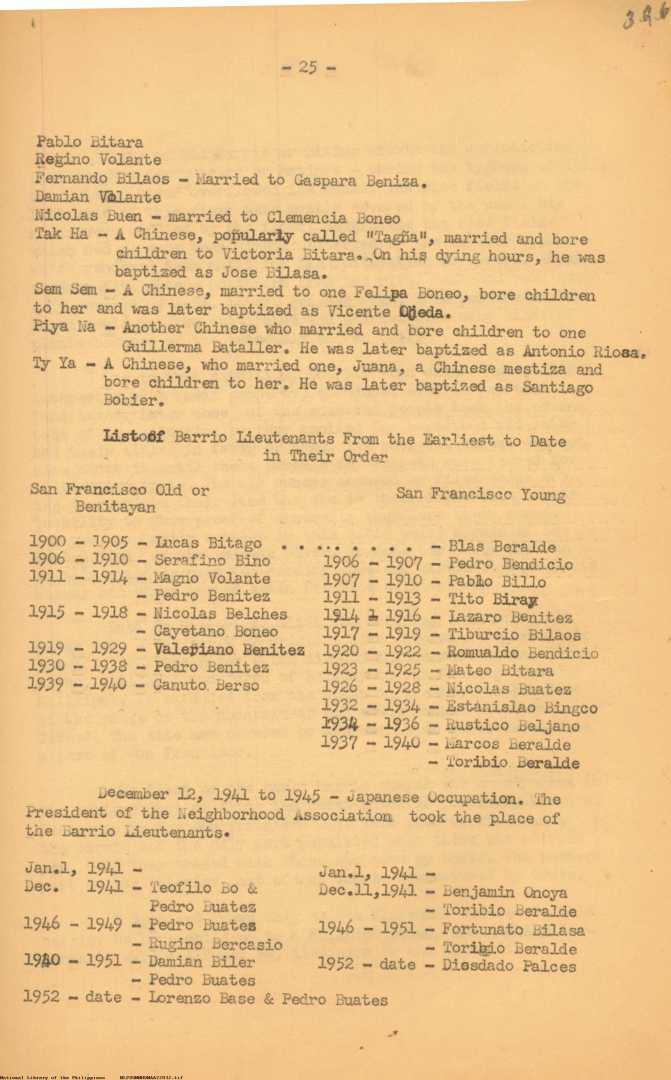 396
- 25 -
Pablo Bitara
Regino Volante
Fernando Bilaos - Married to Gaspara Beniza.
Damian Volante
Nicolas Buen - married to Clemencia Boneo
Tak Ha - A Chinese, popularly called "Tagña", married and bore
children to Victoria Bitara. On his dying hours, he was
baptized as Jose Bilasa.
Sem Sem - A Chinese, married to one Felipa Boneo, bore children
to her and was later baptized as Vicente Ojeda.
Piya Na - Another Chinese who married and bore children to one
Guillerma Bataller. He was later baptized as Antonio Riosa.
Ty Ya - A Chinese, who married one, Juana, a Chinese mestiza and
bore children to her. He was later baptized as Santiago
Bobier.
List of Barrio Lieutenants From the Earliest to Date
in Their Order
San Francisco Old or San Francisco Young
Benitayan
1900 - 1905 - Lucas Bitago . . . . . . . . - Blas Beralde
1906 - 1910 - Serafino Bino 1906 - 1907 - Pedro Bendicio
1911 - 1914 - Magno Volante 1907 - 1910 - Pablo Billo
- Pedro Benitez 1911 - 1913 - Tito Biray
1915 - 1918 - Nicolas Belches 1914 - 1916 - Lazaro Benitez
- Cayetano Boneo 1917 - 1919 - Tiburcio Bilaos
1919 - 1929 - Valeriano Benitez 1920 - 1922 - Romualdo Bendicio
1930 - 1938 - Pedro Benitez 1923 - 1925 - Mateo Bitara
1939 - 1940 - Canuto Berso 1926 - 1928 - Nicolas Buatez
1932 - 1934 - Estanislao Bingco
1934 - 1936 - Rustico Beljano
1937 - 1940 - Marcos Beralde
- Toribio Beralde
December 12, 1941 to 1945 - Japanese Occupation. The
President of the Neighborhood Association took the place of
the Barrio Lieutenants.
Jan.1, 1941 - Jan.1, 1941 -
Dec. 1941 - Teofilo Bo & Dec.11,1941 - Benjamin Onoya
Pedro Buatez - Toribio Beralde
1946 - 1949 - Pedro Buates 1946 - 1951 - Fortunato Bilasa
- Rugino Bercasio - Toribio Beralde
1940 - 1951 - Damian Biler 1952 - date - Diosdado Palces
- Pedro Buates
1952 - date - Lorenzo Base & Pedro Buates
National Library of the Philippines